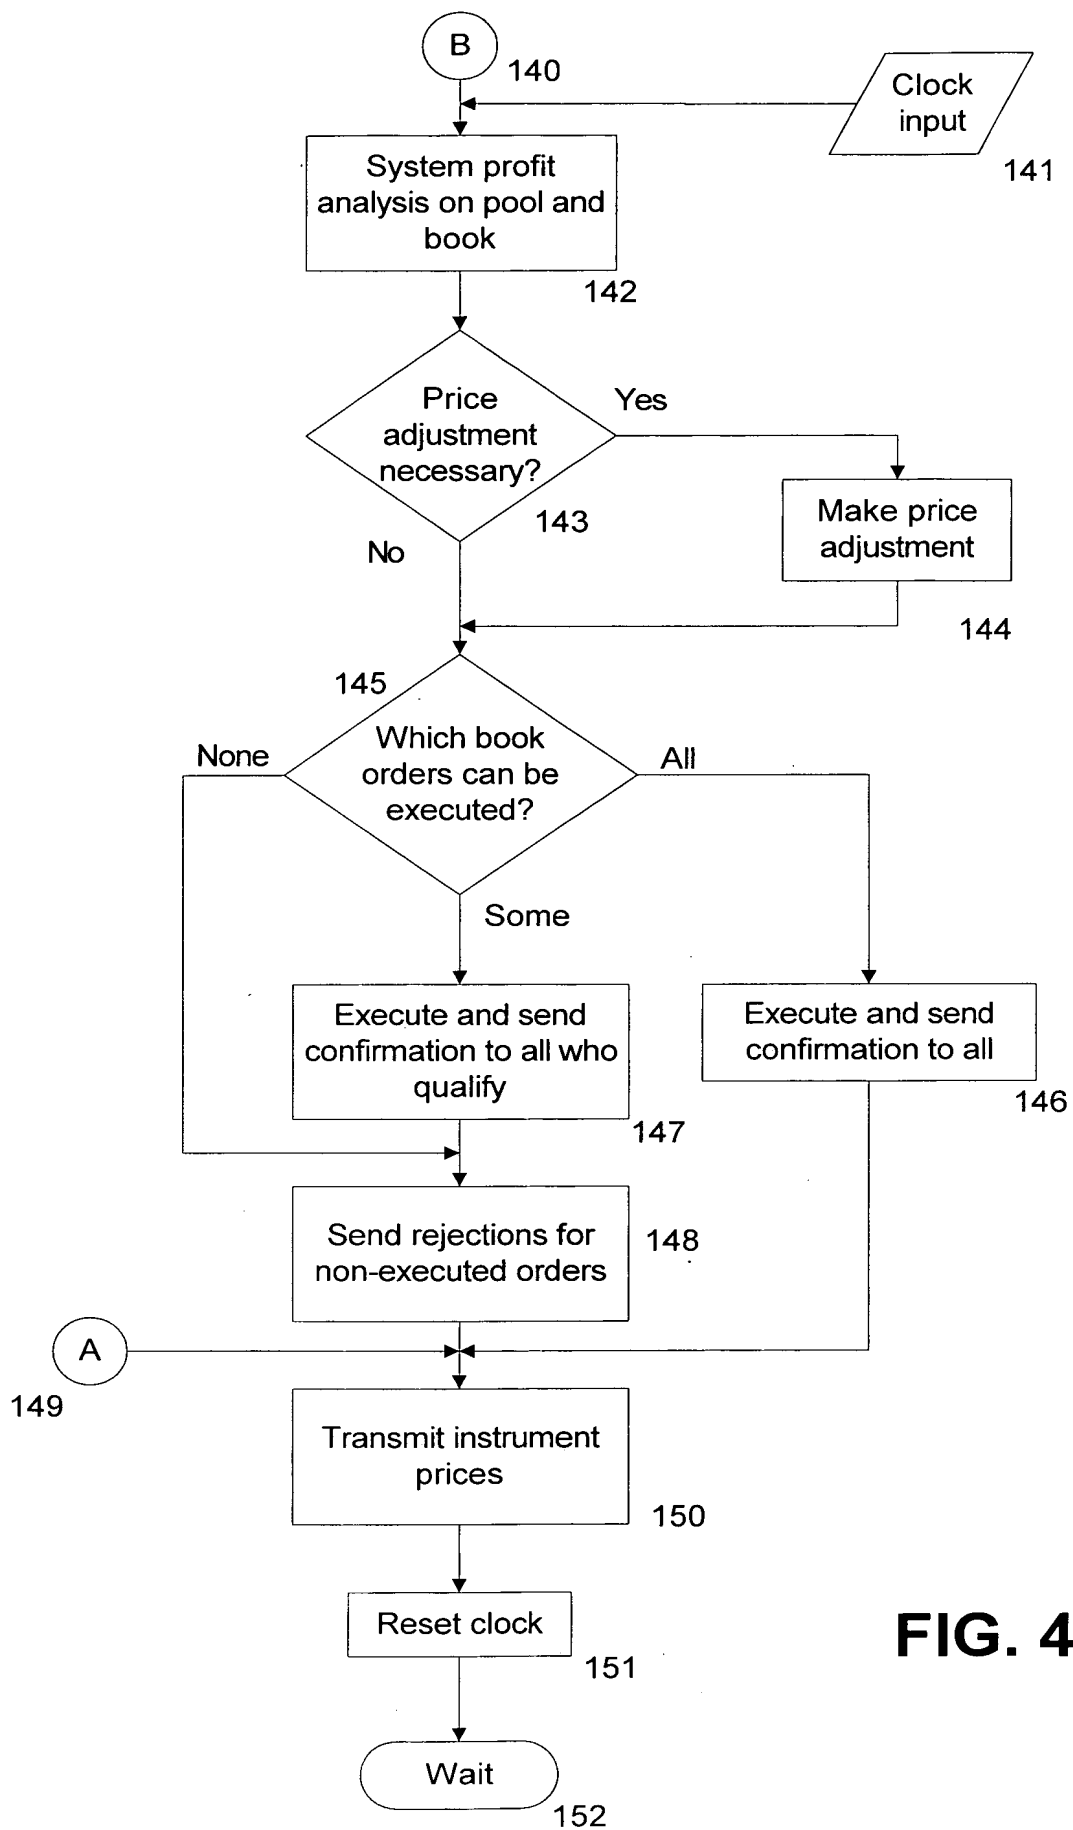 B
140
Clock
input
141
System profit
analysis on pool and
book
142
Price
adjustment
necessary?
Yes
143
No
Make price
adjustment
144
145
Which book
orders can be
executed?
None
All
Some
Execute and send
confirmation to all who
qualify
147
Execute and send
confirmation to all
146
Send rejections for
non-executed orders
148
A
149
Transmit instrument
prices
150
Reset clock
151
FIG. 4
Wait
152